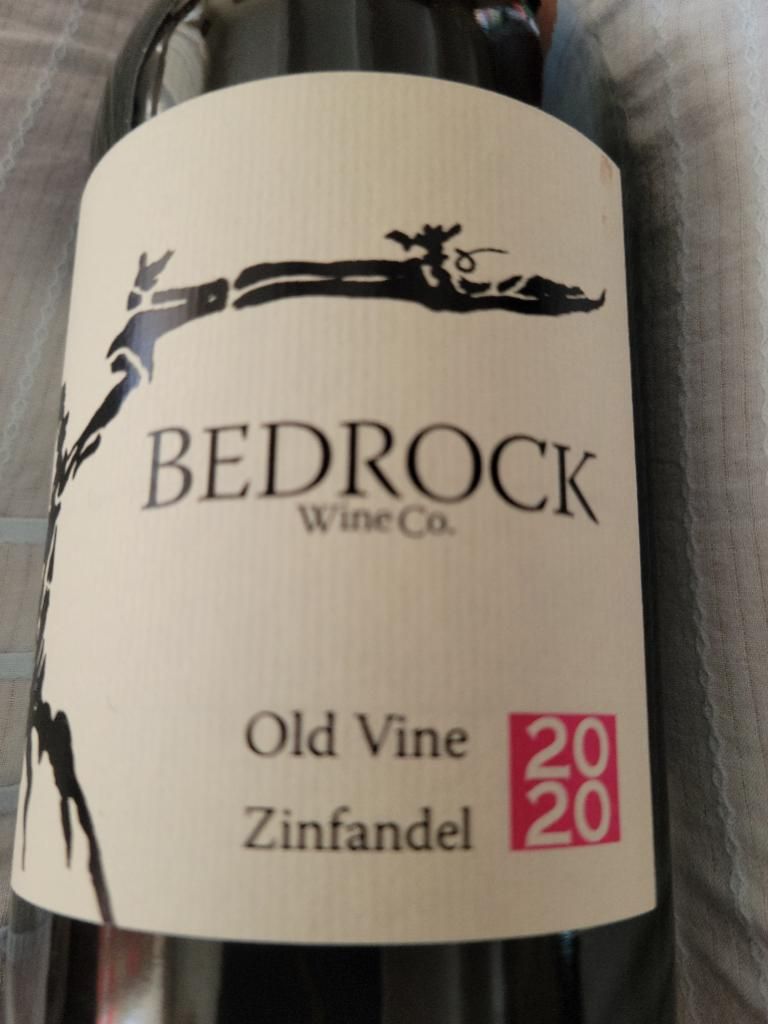 BEDROCK
Wine Co.
Old Vine
Zinfandel
20
20